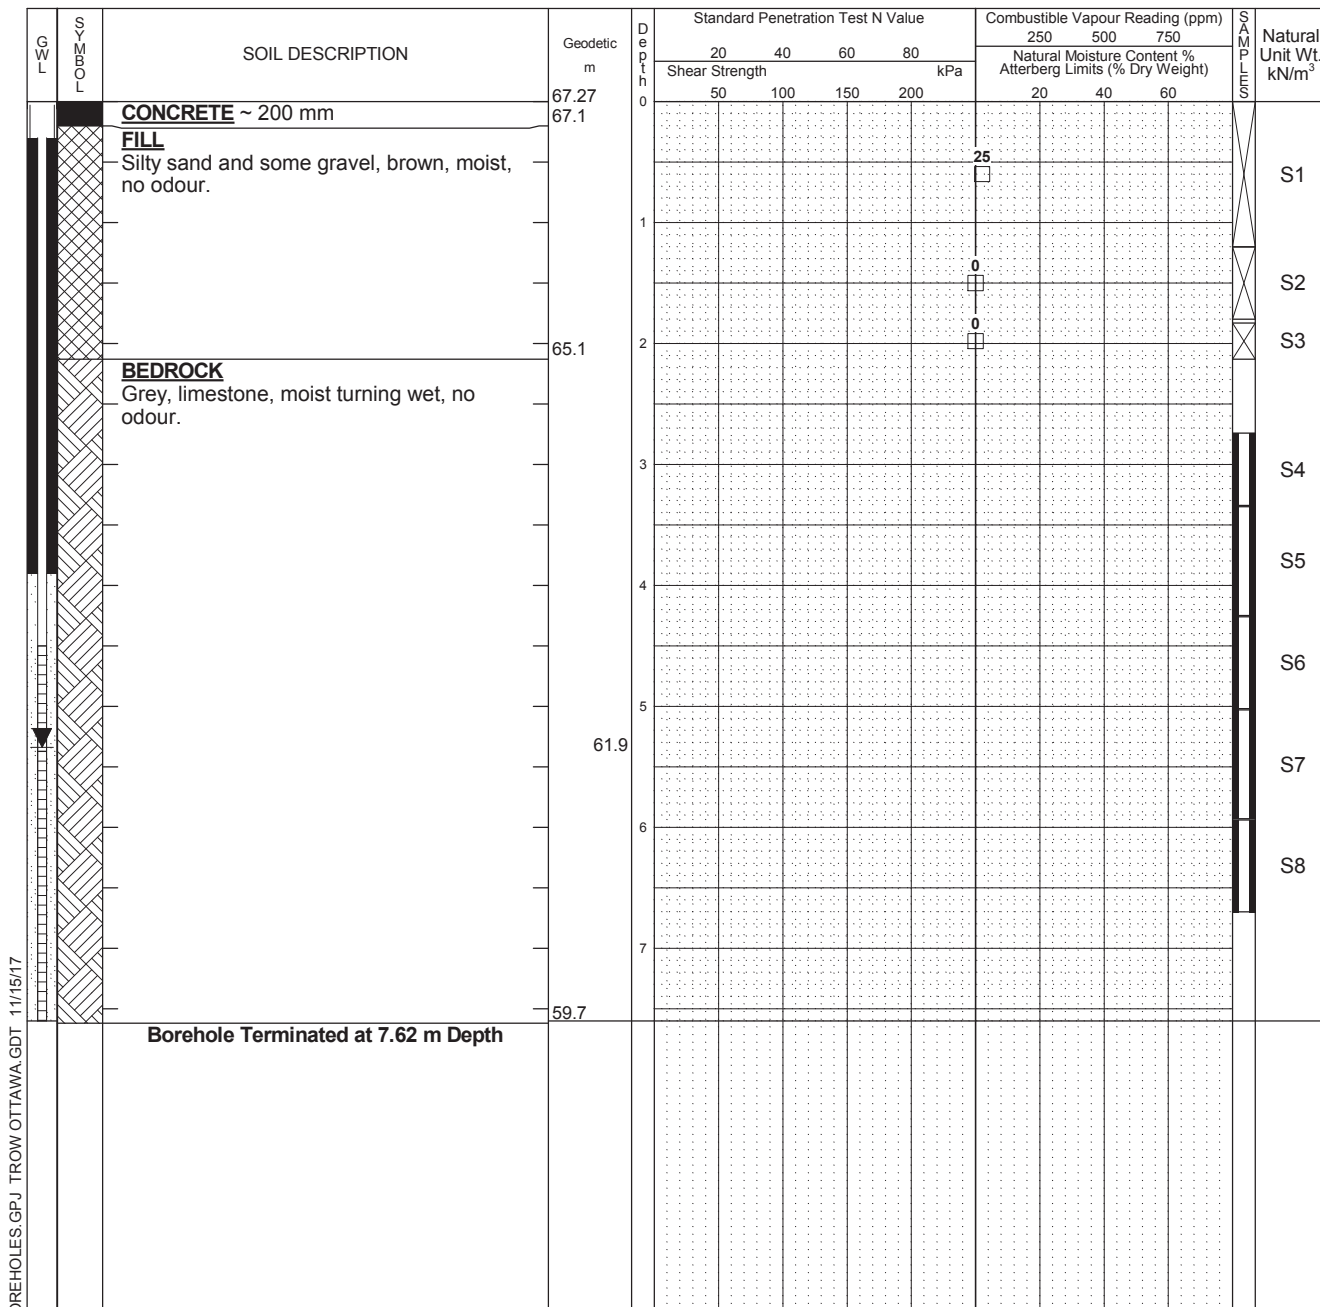 GWL
SYMBOL
SOIL DESCRIPTION
Geodetic
m
Depth
Standard Penetration Test N Value
20 40 60 80
Shear Strength kPa
50 100 150 200
Combustible Vapour Reading (ppm)
250 500 750
Natural Moisture Content %
Atterberg Limits (% Dry Weight)
20 40 60
SAMPLES
Natural
Unit Wt.
kN/m³
67.27
0
CONCRETE ~ 200 mm
67.1
FILL
Silty sand and some gravel, brown, moist,
no odour.
25
S1
1
0
S2
0
S3
2
65.1
BEDROCK
Grey, limestone, moist turning wet, no
odour.
3
S4
S5
4
S6
5
61.9
S7
6
S8
7
59.7
Borehole Terminated at 7.62 m Depth
OREHOLES.GPJ TROW OTTAWA.GDT 11/15/17